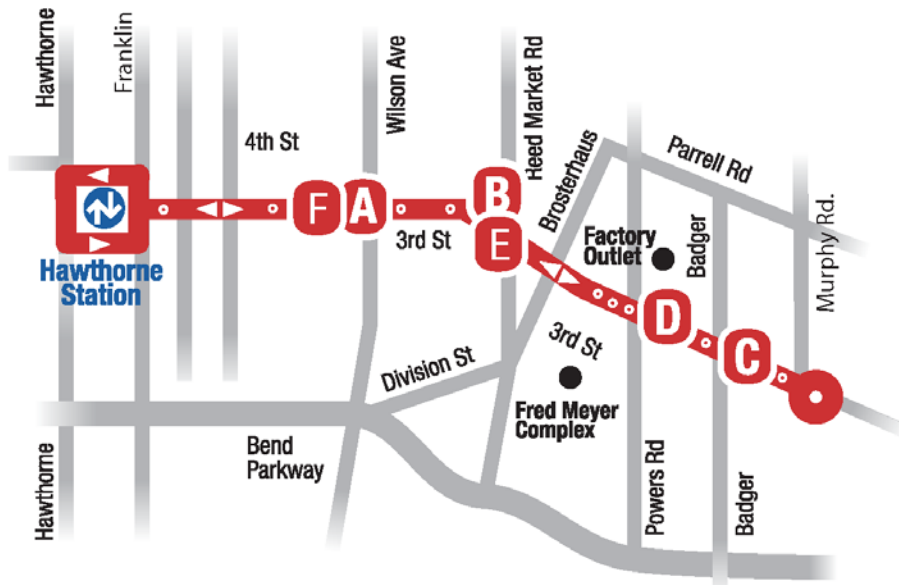 Hawthorne
Franklin
4th St
Wilson Ave
Heed Market Rd
Brosterhaus
Parrell Rd
Murphy Rd.
Badger
Factory
Outlet
F
A
B
E
3rd St
D
C
Hawthorne
Station
3rd St
Division St
Fred Meyer
Complex
Bend
Parkway
Powers Rd
Badger
Hawthorne